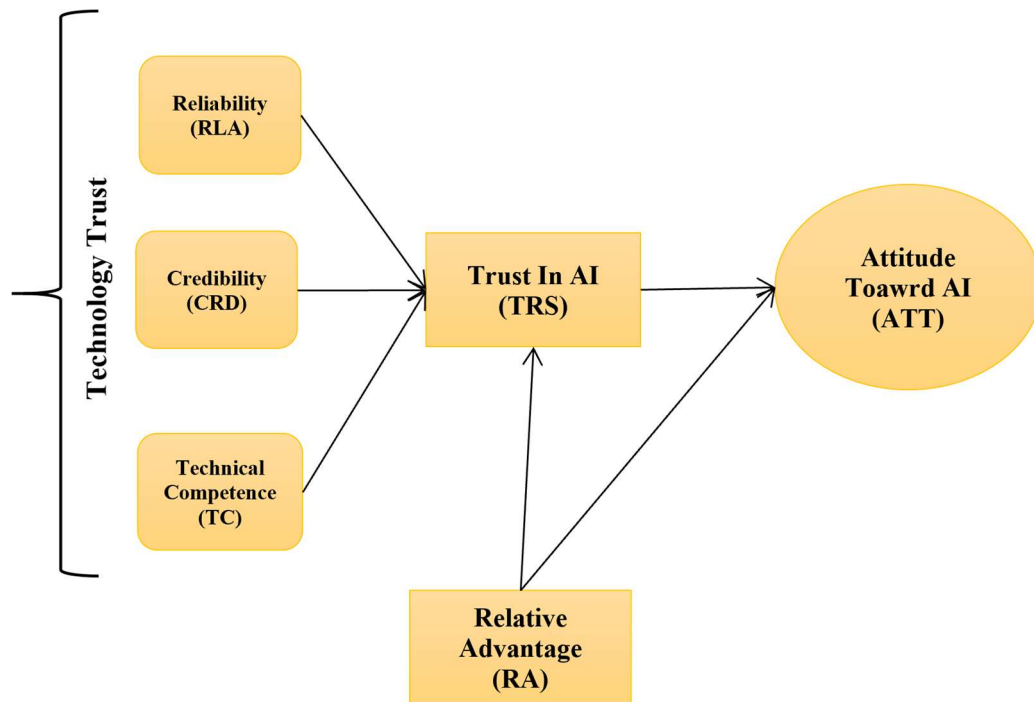 Technology Trust
Reliability
(RLA)
Credibility
(CRD)
Technical
Competence
(TC)
Trust In AI
(TRS)
Attitude
Toawrd AI
(ATT)
Relative
Advantage
(RA)